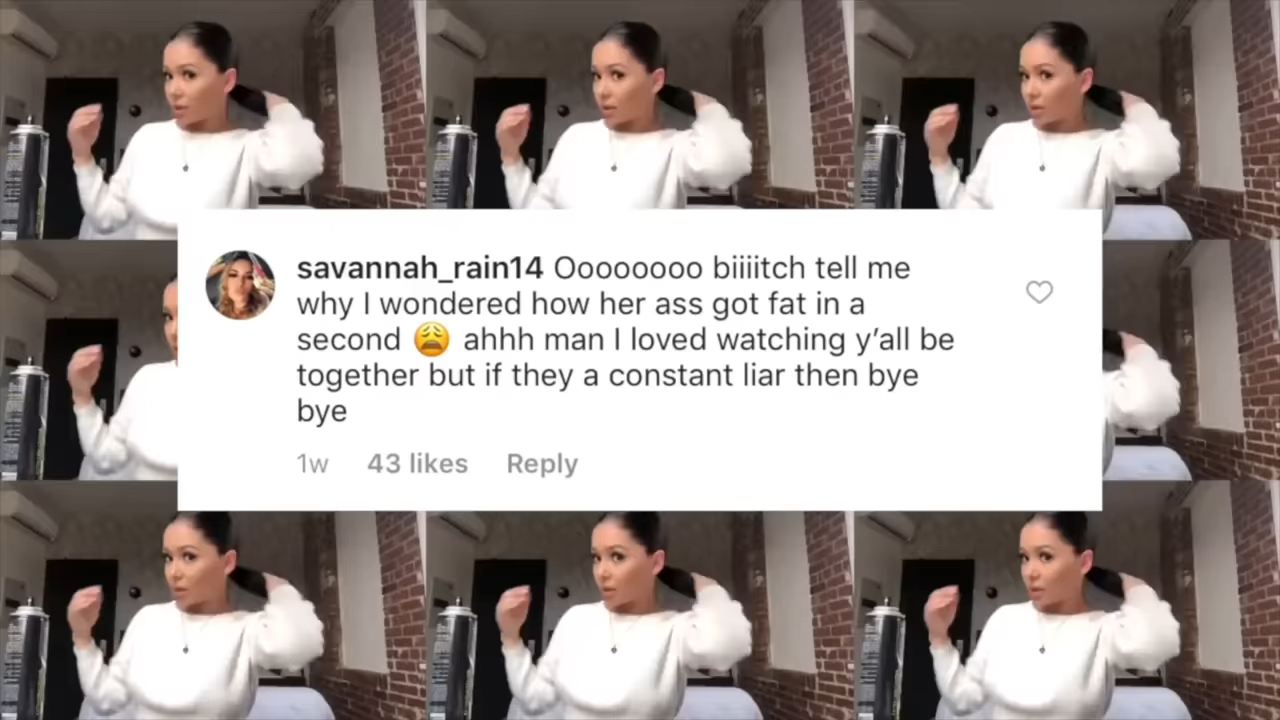 savannah_rain14 Oooooooo biiiitch tell me
why I wondered how her ass got fat in a
second 😩 ahhh man I loved watching y’all be
together but if they a constant liar then bye
bye
1w 43 likes Reply